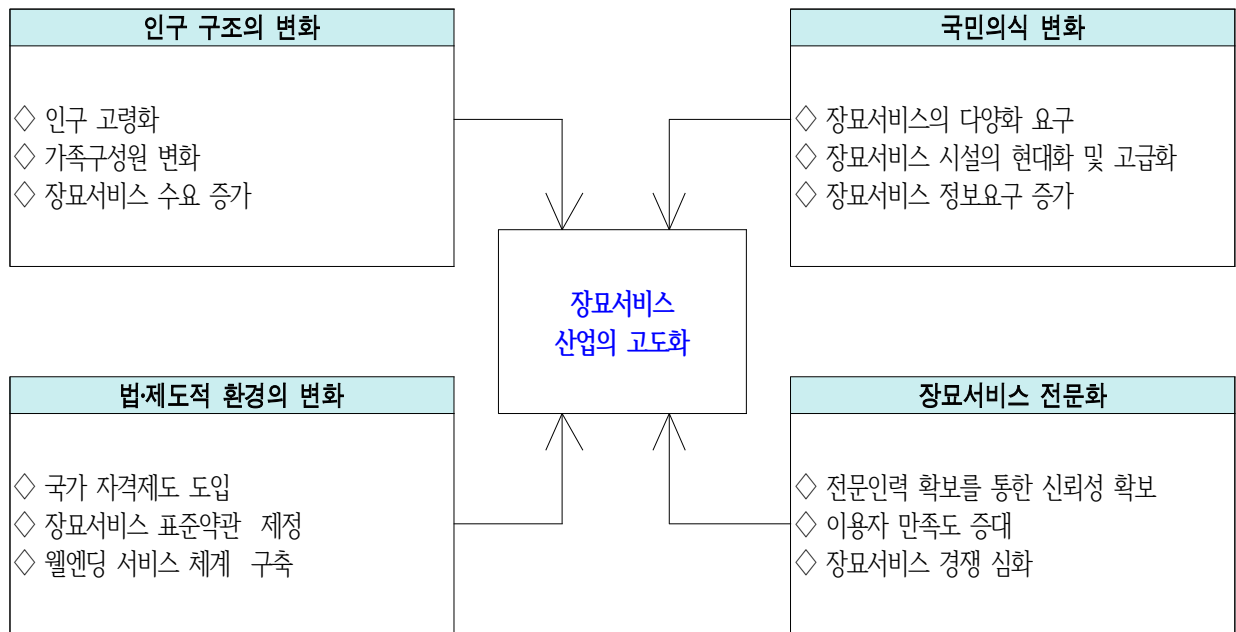 인구 구조의 변화
◇ 인구 고령화
◇ 가족구성원 변화
◇ 장묘서비스 수요 증가
국민의식 변화
◇ 장묘서비스의 다양화 요구
◇ 장묘서비스 시설의 현대화 및 고급화
◇ 장묘서비스 정보요구 증가
장묘서비스
산업의 고도화
법·제도적 환경의 변화
◇ 국가 자격제도 도입
◇ 장묘서비스 표준약관 제정
◇ 웰엔딩 서비스 체계 구축
장묘서비스 전문화
◇ 전문인력 확보를 통한 신뢰성 확보
◇ 이용자 만족도 증대
◇ 장묘서비스 경쟁 심화